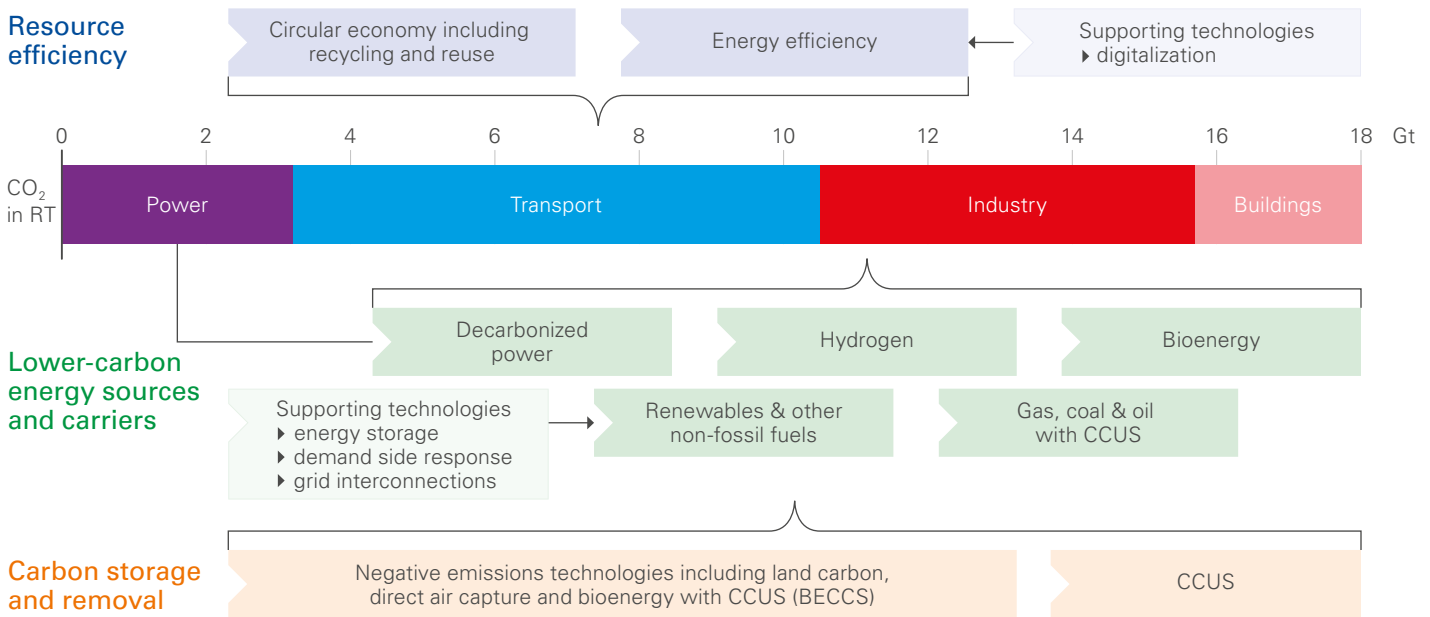 Resource
efficiency
Circular economy including
recycling and reuse
Energy efficiency
Supporting technologies
▸ digitalization
0 2 4 6 8 10 12 14 16 18 Gt
CO₂
in RT
Power
Transport
Industry
Buildings
Lower-carbon
energy sources
and carriers
Decarbonized
power
Hydrogen
Bioenergy
Supporting technologies
▸ energy storage
▸ demand side response
▸ grid interconnections
Renewables & other
non-fossil fuels
Gas, coal & oil
with CCUS
Carbon storage
and removal
Negative emissions technologies including land carbon,
direct air capture and bioenergy with CCUS (BECCS)
CCUS